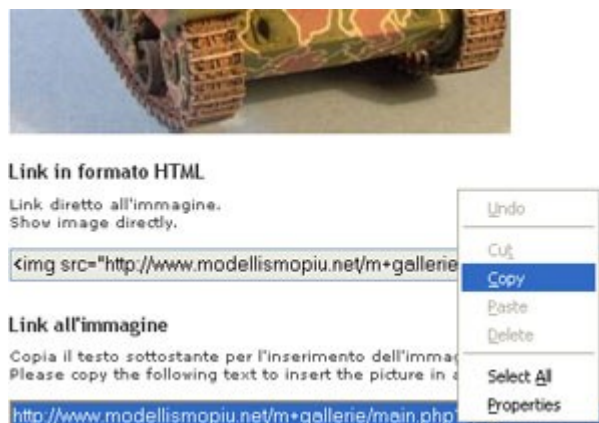 Link in formato HTML
Link diretto all'immagine.
Show image directly.
<img src="http://www.modellismopiu.net/m+gallerie
Link all'immagine
Copia il testo sottostante per l'inserimento dell'immag
Please copy the following text to insert the picture in
http://www.modellismopiu.net/m+gallerie/main.php
Undo
Cut
Copy
Paste
Delete
Select All
Properties